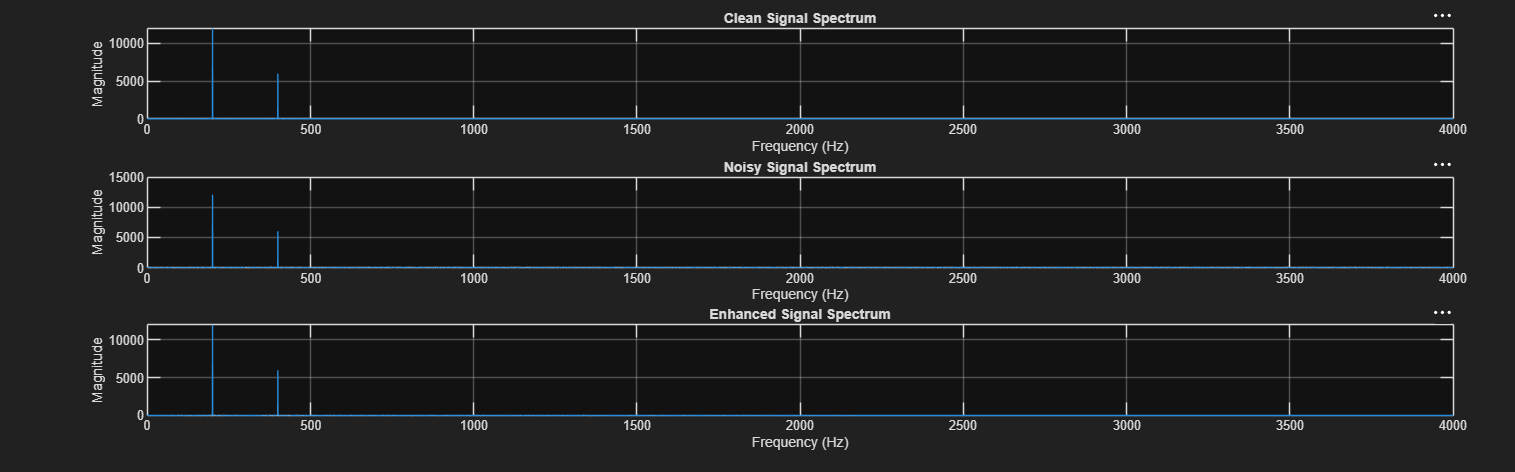 Clean Signal Spectrum
Magnitude
10000
5000
0
0 500 1000 1500 2000 2500 3000 3500 4000
Frequency (Hz)
Noisy Signal Spectrum
Magnitude
15000
10000
5000
0
0 500 1000 1500 2000 2500 3000 3500 4000
Frequency (Hz)
Enhanced Signal Spectrum
Magnitude
10000
5000
0
0 500 1000 1500 2000 2500 3000 3500 4000
Frequency (Hz)